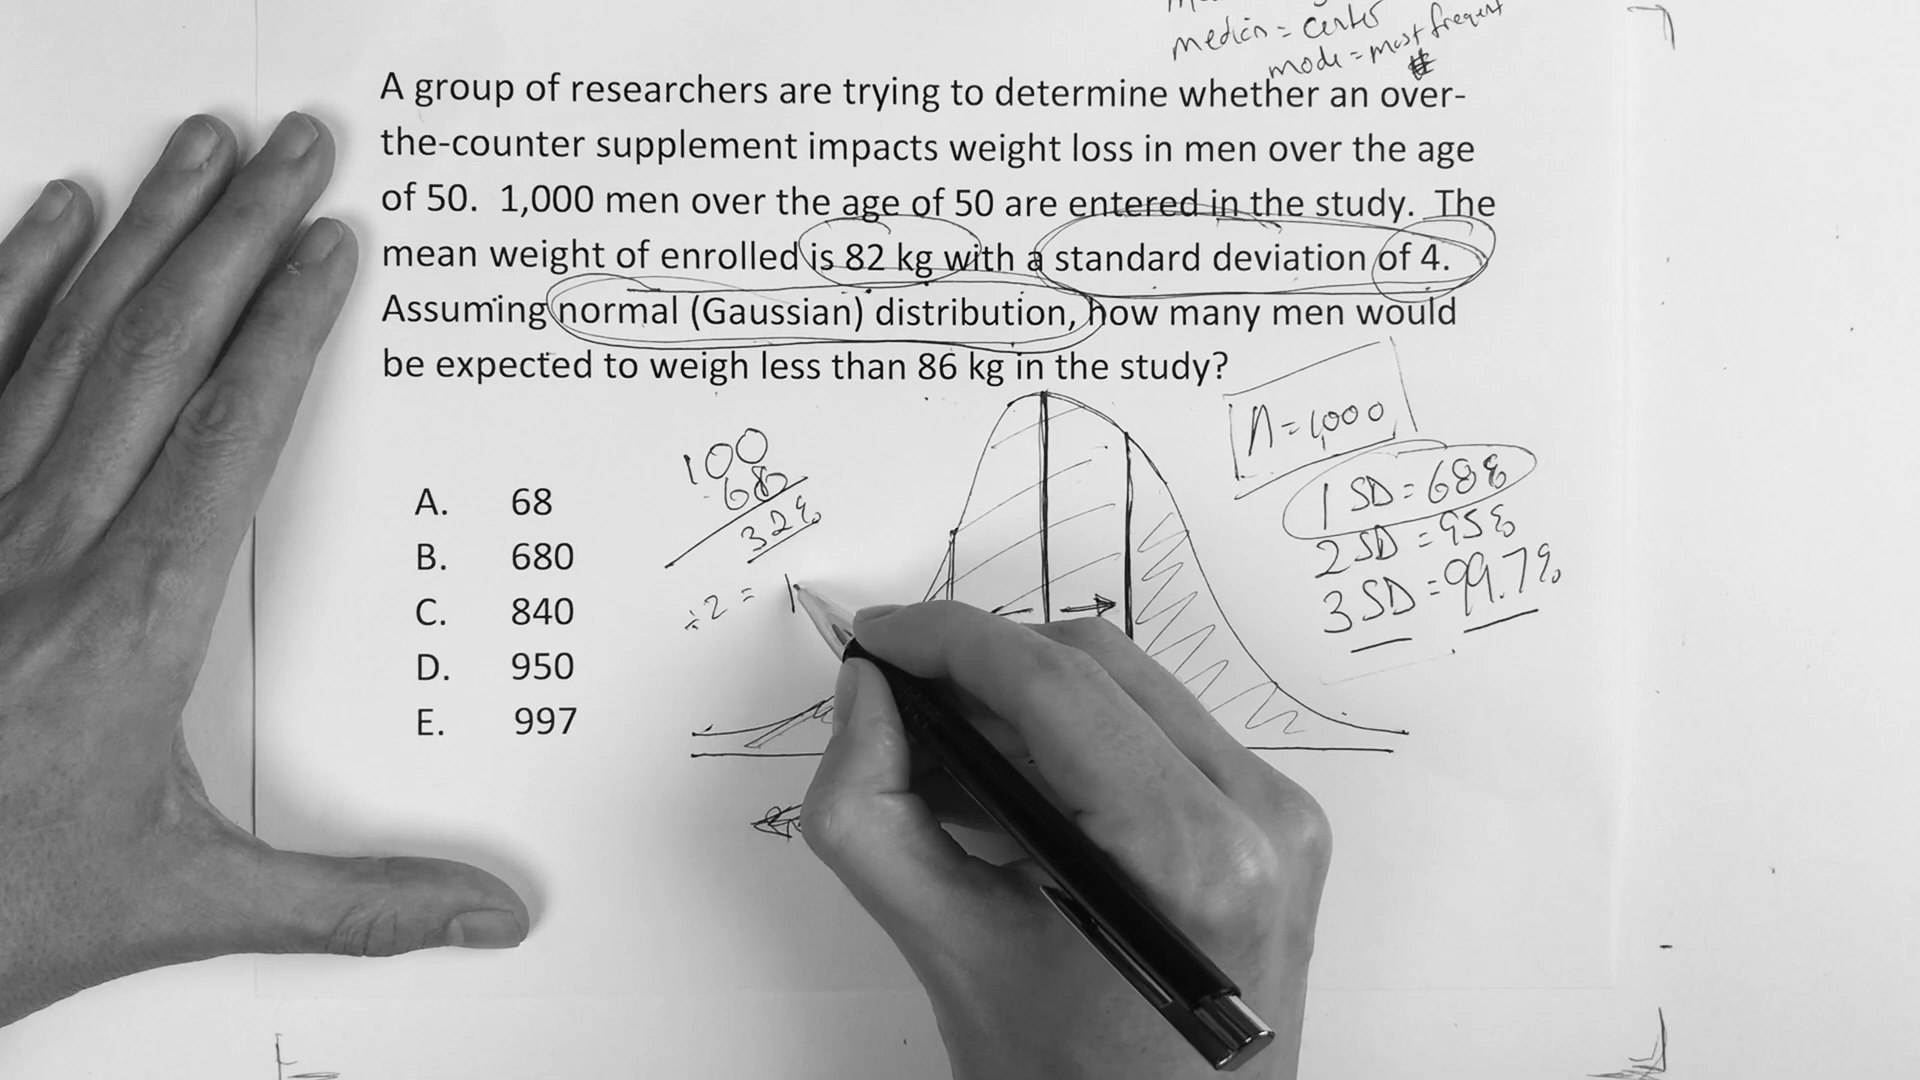 median = center
mode = most frequent
A group of researchers are trying to determine whether an over-
the-counter supplement impacts weight loss in men over the age
of 50. 1,000 men over the age of 50 are entered in the study. The
mean weight of enrolled is 82 kg with a standard deviation of 4.
Assuming normal (Gaussian) distribution, how many men would
be expected to weigh less than 86 kg in the study?
n = 1,000
100
- 68
32%
÷2 =
1 SD = 68%
2 SD = 95%
3 SD = 99.7%
A. 68
B. 680
C. 840
D. 950
E. 997